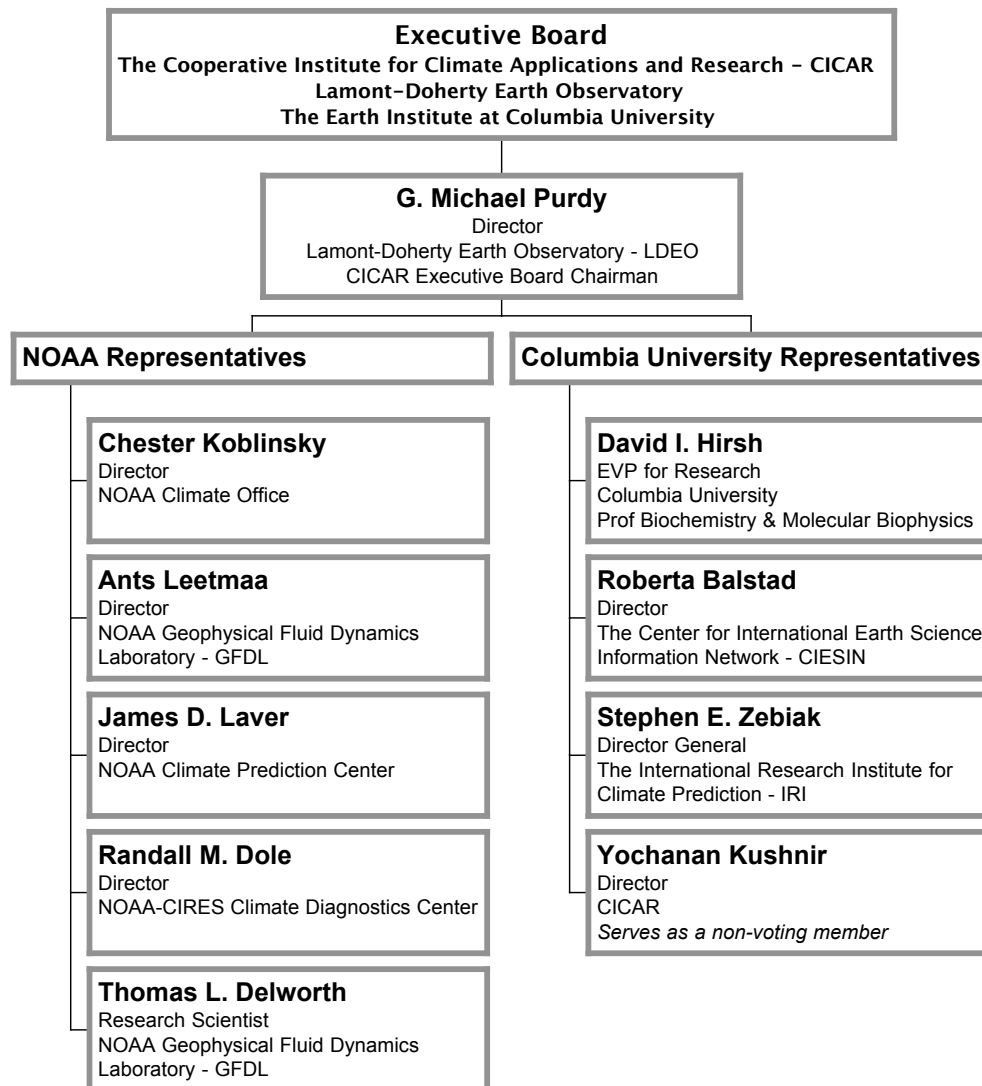 Executive Board
The Cooperative Institute for Climate Applications and Research – CICAR
Lamont–Doherty Earth Observatory
The Earth Institute at Columbia University
G. Michael Purdy
Director
Lamont-Doherty Earth Observatory - LDEO
CICAR Executive Board Chairman
NOAA Representatives
Chester Koblinsky
Director
NOAA Climate Office
Ants Leetmaa
Director
NOAA Geophysical Fluid Dynamics
Laboratory - GFDL
James D. Laver
Director
NOAA Climate Prediction Center
Randall M. Dole
Director
NOAA-CIRES Climate Diagnostics Center
Thomas L. Delworth
Research Scientist
NOAA Geophysical Fluid Dynamics
Laboratory - GFDL
Columbia University Representatives
David I. Hirsh
EVP for Research
Columbia University
Prof Biochemistry & Molecular Biophysics
Roberta Balstad
Director
The Center for International Earth Science
Information Network - CIESIN
Stephen E. Zebiak
Director General
The International Research Institute for
Climate Prediction - IRI
Yochanan Kushnir
Director
CICAR
Serves as a non-voting member